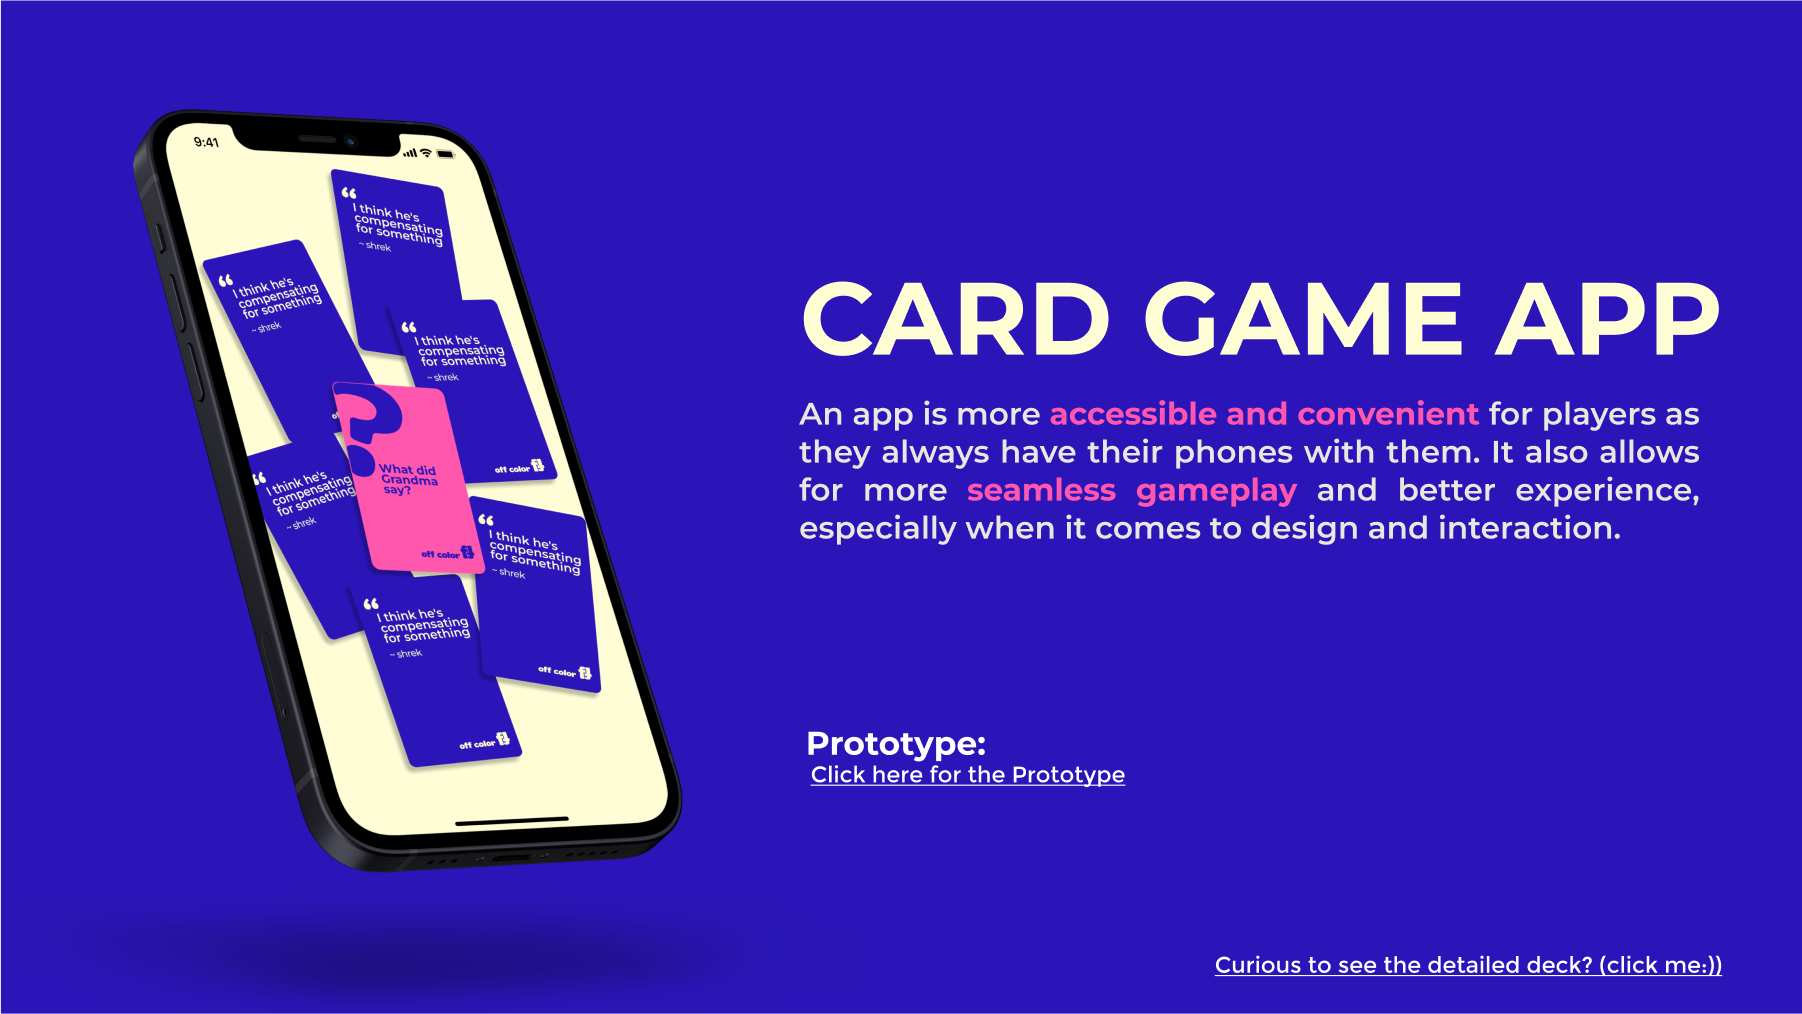 9:41
“
I think he's
compensating
for something
~ shrek
“
I think he's
compensating
for something
~ shrek
“
I think he's
compensating
for something
~ shrek
off color
?
What did
Grandma
say?
off color
“
I think he's
compensating
for something
~ shrek
“
I think he's
compensating
for something
~ shrek
off color
“
I think he's
compensating
for something
~ shrek
off color
CARD GAME APP
An app is more accessible and convenient for players as
they always have their phones with them. It also allows
for more seamless gameplay and better experience,
especially when it comes to design and interaction.
Prototype:
Click here for the Prototype
Curious to see the detailed deck? (click me:))